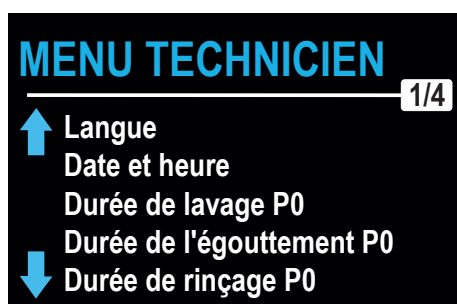 MENU TECHNICIEN
1/4
Langue
Date et heure
Durée de lavage P0
Durée de l'égouttement P0
Durée de rinçage P0